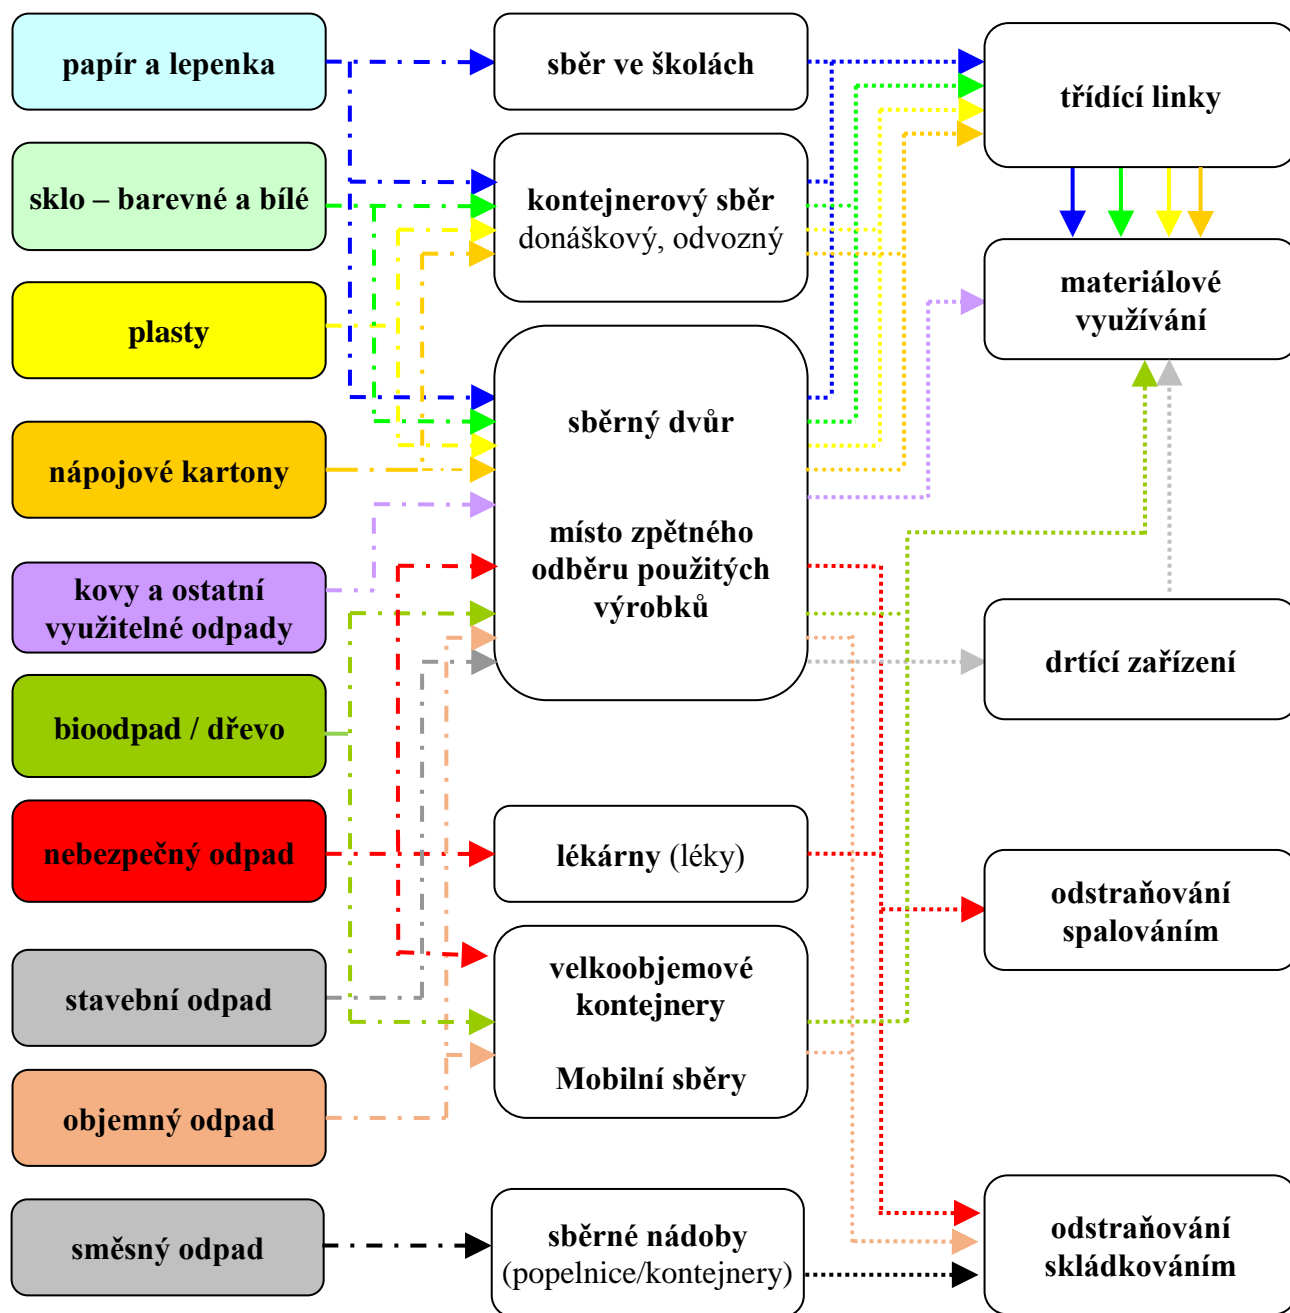 papír a lepenka
sklo – barevné a bílé
plasty
nápojové kartony
kovy a ostatní
využitelné odpady
bioodpad / dřevo
nebezpečný odpad
stavební odpad
objemný odpad
směsný odpad
sběr ve školách
kontejnerový sběr
donáškový, odvozný
sběrný dvůr
místo zpětného
odběru použitých
výrobků
lékárny (léky)
velkoobjemové
kontejnery
Mobilní sběry
sběrné nádoby
(popelnice/kontejnery)
třídící linky
materiálové
využívání
drtící zařízení
odstraňování
spalováním
odstraňování
skládkováním